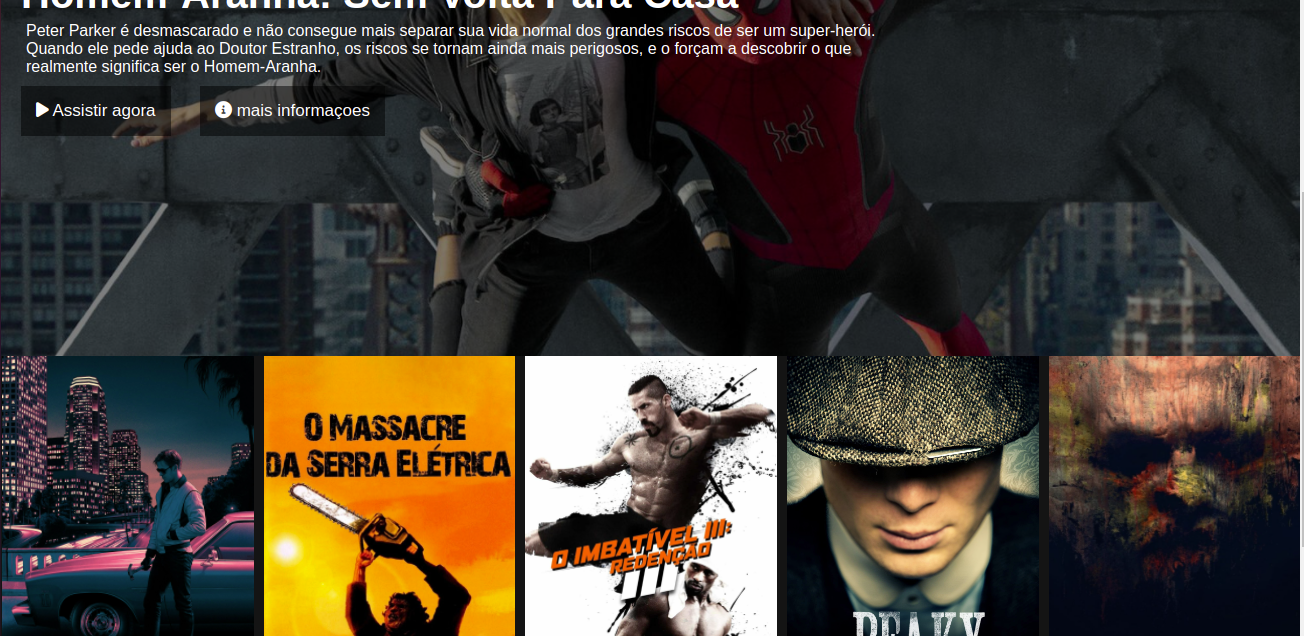 Homem-Aranha: Sem Volta Para Casa
Peter Parker é desmascarado e não consegue mais separar sua vida normal dos grandes riscos de ser um super-herói.
Quando ele pede ajuda ao Doutor Estranho, os riscos se tornam ainda mais perigosos, e o forçam a descobrir o que
realmente significa ser o Homem-Aranha.
Assistir agora
mais informaçoes
O MASSACRE
DA SERRA ELÉTRICA
O IMBATÍVEL III:
REDENÇÃO
III
PEAKY